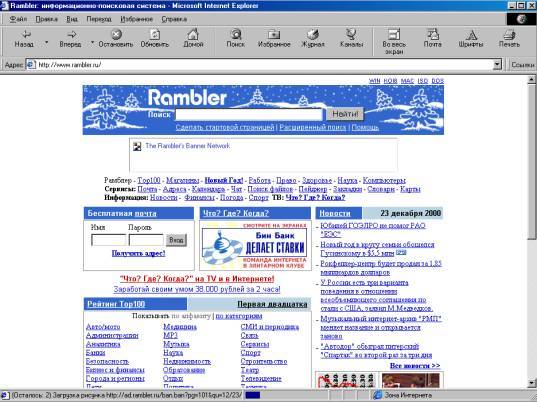 Rambler: информационно-поисковая система - Microsoft Internet Explorer
Файл Правка Вид Переход Избранное Справка
Назад Вперед Остановить Обновить Домой Поиск Избранное Журнал Каналы Во весь экран Почта Шрифты Печать
Адрес http://www.rambler.ru/ Ссылки
WIN KOI8 MAC ISO DOS
Rambler
Поиск Найти!
Сделать стартовой страницей | Расширенный поиск | Помощь
The Rambler's Banner Network
Рамблер - Top100 - Магазины - Новый Год! - Работа - Право - Здоровье - Наука - Компьютеры
Сервисы: Почта - Адреса - Календари - Чат - Поиск файлов - Пейджер - Закладки - Словари - Карты
Информация: Новости - Финансы - Погода - Спорт ТВ: Что? Где? Когда?
Бесплатная почта
Имя Пароль
Вход
Получить адрес!
Что? Где? Когда?
СМОТРИТЕ НА ЭКРАНАХ
Бин Банк
ДЕЛАЕТ СТАВКИ
КОМАНДА ИНТЕРНЕТА
В ЭЛИТАРНОМ КЛУБЕ
"Что? Где? Когда?" на TV и в Интернете!
Заработай своим умом 38.000 рублей за 2 часа!
Рейтинг Top100 Первая двадцатка
Показывать по алфавиту | по категориям
Авто/мото Медицина СМИ и периодика
Администрации MP3 Связь
Аналитика Музыка Сервисы
Банки Наука Спорт
Безопасность Недвижимость Страхование
Бизнес и финансы Образование Театр
Города и регионы Отдых Телевидение
Новости 23 декабря 2000
- Юбилей ГОЭЛРО не помог РАО "ЕЭС"
- Новый год к кругу семьи обошелся Гусинскому в $5,5 млн
- Рокфеллер-центр будет продан за 1,85 миллиардов долларов
- У России есть три варианта поведения в отношении всеобъемлющего соглашения по стали с США, заявил М.Медведков.
- Музыкальный интернет-архив "РМП" меняет название и открывается заново
- "Автодор" обыграл питерский "Спартак" во второй раз за три дня
Все новости >>
(Осталось: 2) Загрузка рисунка http://ad.rambler.ru/ban.ban?pg=101&qu=12/23/ Зона Интернета